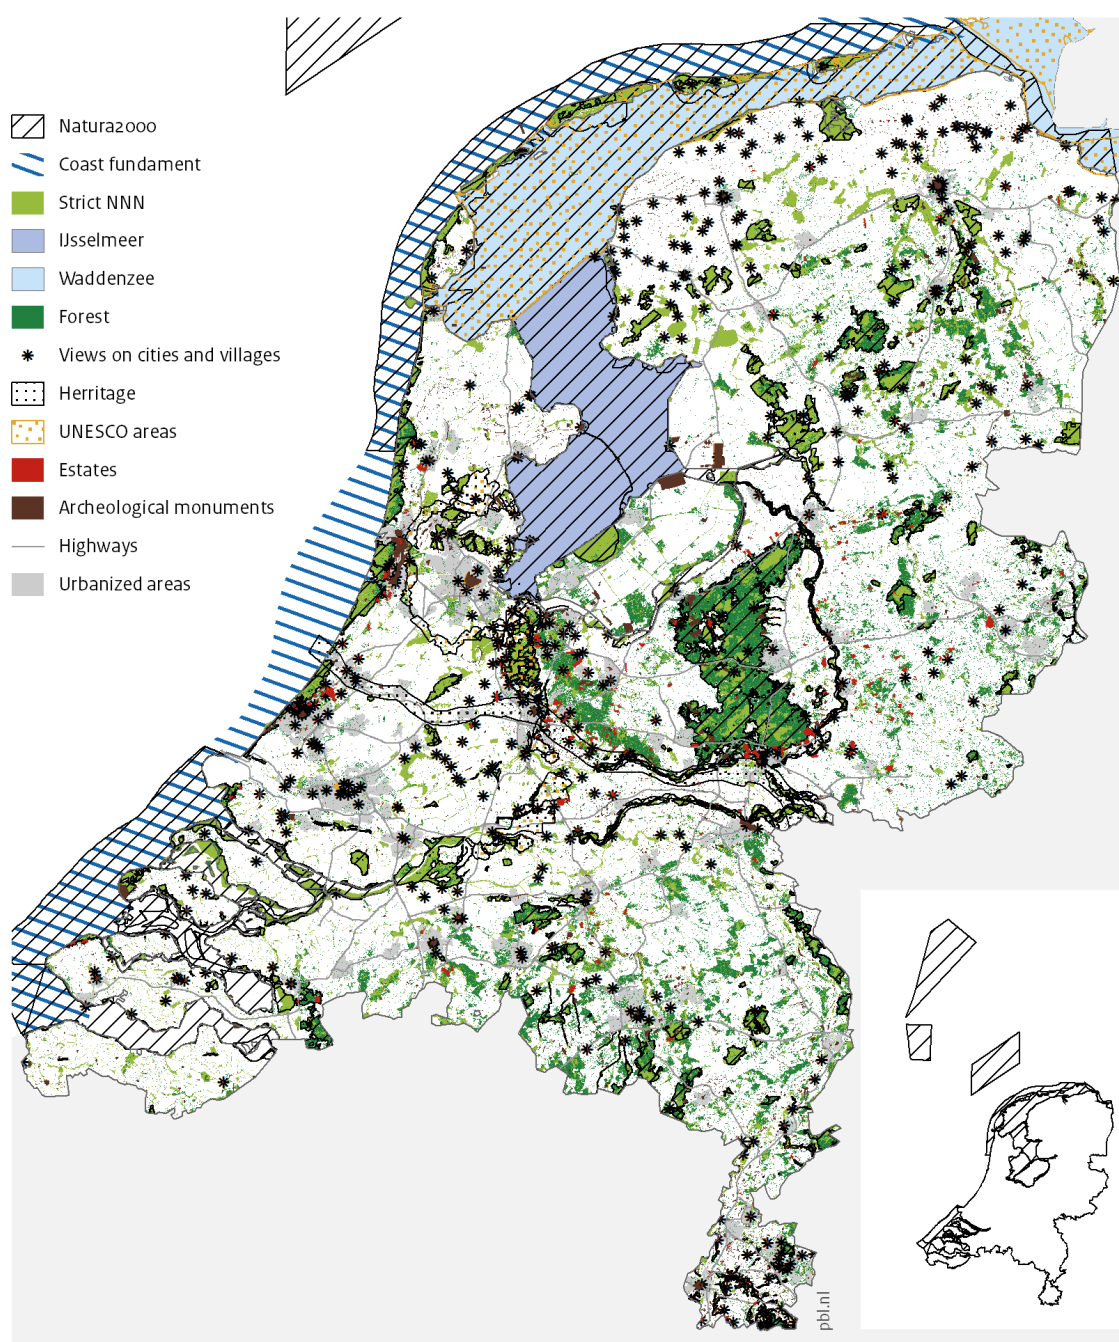 Natura2000
Coast fundament
Strict NNN
IJsselmeer
Waddenzee
Forest
Views on cities and villages
Herritage
UNESCO areas
Estates
Archeological monuments
Highways
Urbanized areas
pbl.nl